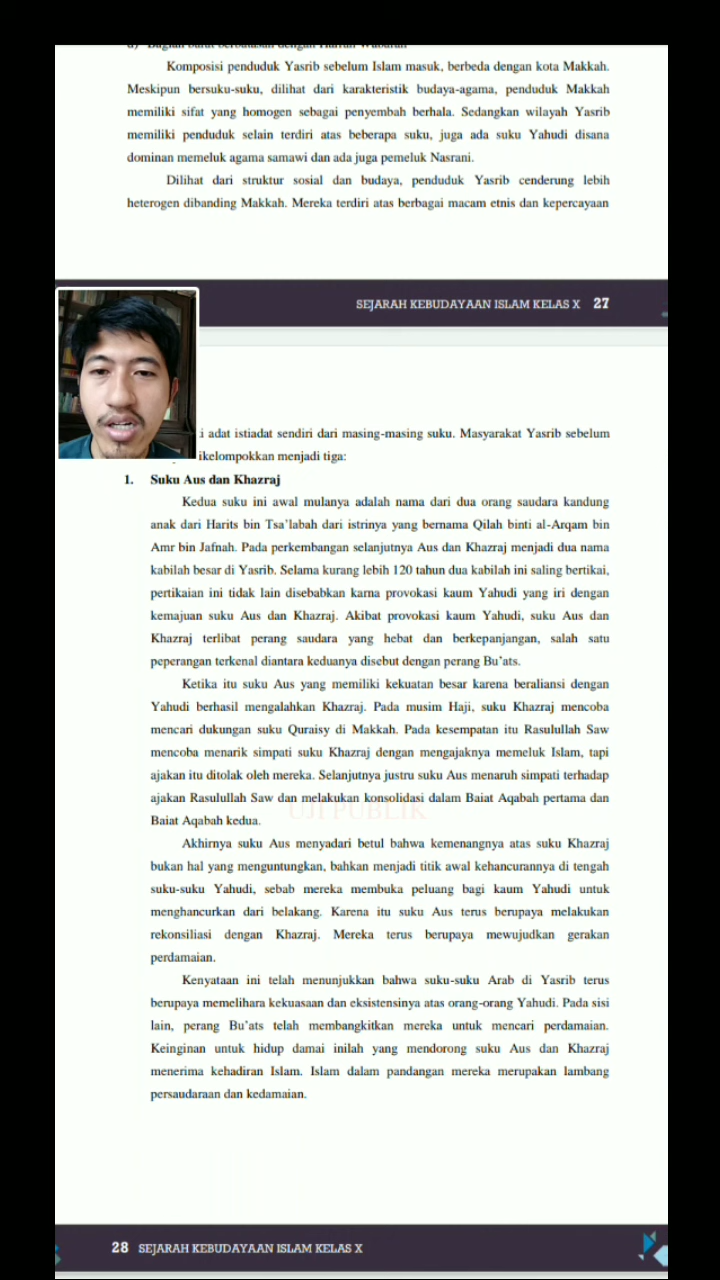 Komposisi penduduk Yasrib sebelum Islam masuk, berbeda dengan kota Makkah.
Meskipun bersuku-suku, dilihat dari karakteristik budaya-agama, penduduk Makkah
memiliki sifat yang homogen sebagai penyembah berhala. Sedangkan wilayah Yasrib
memiliki penduduk selain terdiri atas beberapa suku, juga ada suku Yahudi disana
dominan memeluk agama samawi dan ada juga pemeluk Nasrani.
Dilihat dari struktur sosial dan budaya, penduduk Yasrib cenderung lebih
heterogen dibanding Makkah. Mereka terdiri atas berbagai macam etnis dan kepercayaan
SEJARAH KEBUDAYAAN ISLAM KELAS X 27
adat istiadat sendiri dari masing-masing suku. Masyarakat Yasrib sebelum
ikelompokkan menjadi tiga:
1. Suku Aus dan Khazraj
Kedua suku ini awal mulanya adalah nama dari dua orang saudara kandung
anak dari Harits bin Tsa'labah dari istrinya yang bernama Qilah binti al-Arqam bin
Amr bin Jafnah. Pada perkembangan selanjutnya Aus dan Khazraj menjadi dua nama
kabilah besar di Yasrib. Selama kurang lebih 120 tahun dua kabilah ini saling bertikai,
pertikaian ini tidak lain disebabkan karna provokasi kaum Yahudi yang iri dengan
kemajuan suku Aus dan Khazraj. Akibat provokasi kaum Yahudi, suku Aus dan
Khazraj terlibat perang saudara yang hebat dan berkepanjangan, salah satu
peperangan terkenal diantara keduanya disebut dengan perang Bu'ats.
Ketika itu suku Aus yang memiliki kekuatan besar karena beraliansi dengan
Yahudi berhasil mengalahkan Khazraj. Pada musim Haji, suku Khazraj mencoba
mencari dukungan suku Quraisy di Makkah. Pada kesempatan itu Rasulullah Saw
mencoba menarik simpati suku Khazraj dengan mengajaknya memeluk Islam, tapi
ajakan itu ditolak oleh mereka. Selanjutnya justru suku Aus menaruh simpati terhadap
ajakan Rasulullah Saw dan melakukan konsolidasi dalam Baiat Aqabah pertama dan
UJI PUBLIK
Baiat Aqabah kedua.
Akhirnya suku Aus menyadari betul bahwa kemenangnya atas suku Khazraj
bukan hal yang menguntungkan, bahkan menjadi titik awal kehancurannya di tengah
suku-suku Yahudi, sebab mereka membuka peluang bagi kaum Yahudi untuk
menghancurkan dari belakang. Karena itu suku Aus terus berupaya melakukan
rekonsiliasi dengan Khazraj. Mereka terus berupaya mewujudkan gerakan
perdamaian.
Kenyataan ini telah menunjukkan bahwa suku-suku Arab di Yasrib terus
berupaya memelihara kekuasaan dan eksistensinya atas orang-orang Yahudi. Pada sisi
lain, perang Bu'ats telah membangkitkan mereka untuk mencari perdamaian.
Keinginan untuk hidup damai inilah yang mendorong suku Aus dan Khazraj
menerima kehadiran Islam. Islam dalam pandangan mereka merupakan lambang
persaudaraan dan kedamaian.
28 SEJARAH KEBUDAYAAN ISLAM KELAS X